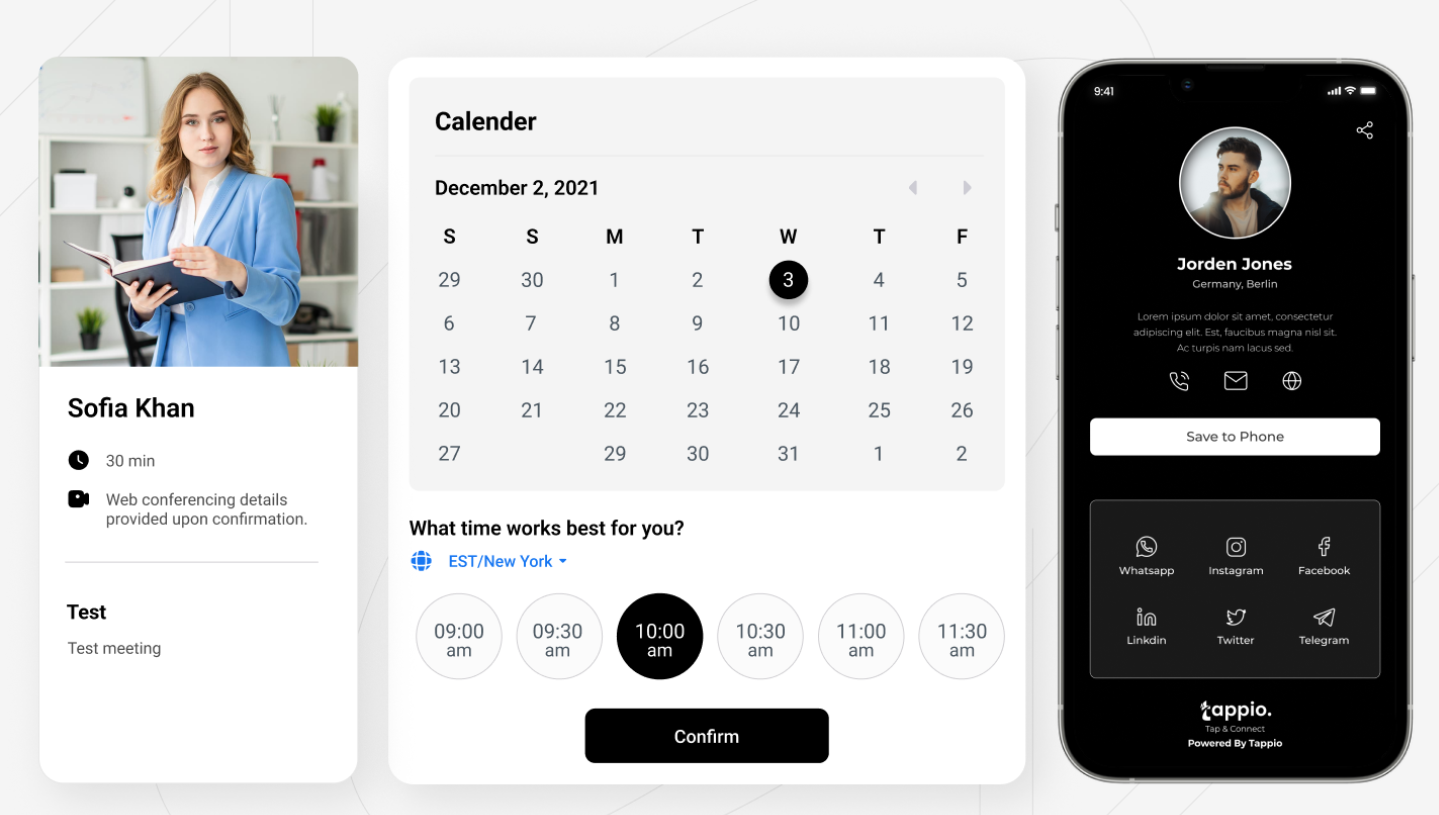 Sofia Khan
30 min
Web conferencing details
provided upon confirmation.
Test
Test meeting
Calender
December 2, 2021
S S M T W T F
29 30 1 2 3 4 5
6 7 8 9 10 11 12
13 14 15 16 17 18 19
20 21 22 23 24 25 26
27 29 30 31 1 2
What time works best for you?
EST/New York
09:00 09:30 10:00 10:30 11:00 11:30
am am am am am am
Confirm
9:41
Jorden Jones
Germany, Berlin
Lorem ipsum dolor sit amet, consectetur
adipiscing elit. Est, faucibus magna nisl sit.
Ac turpis nam lacus sed.
Save to Phone
Whatsapp Instagram Facebook
Linkdin Twitter Telegram
tappio.
Tap & Connect
Powered By Tappio